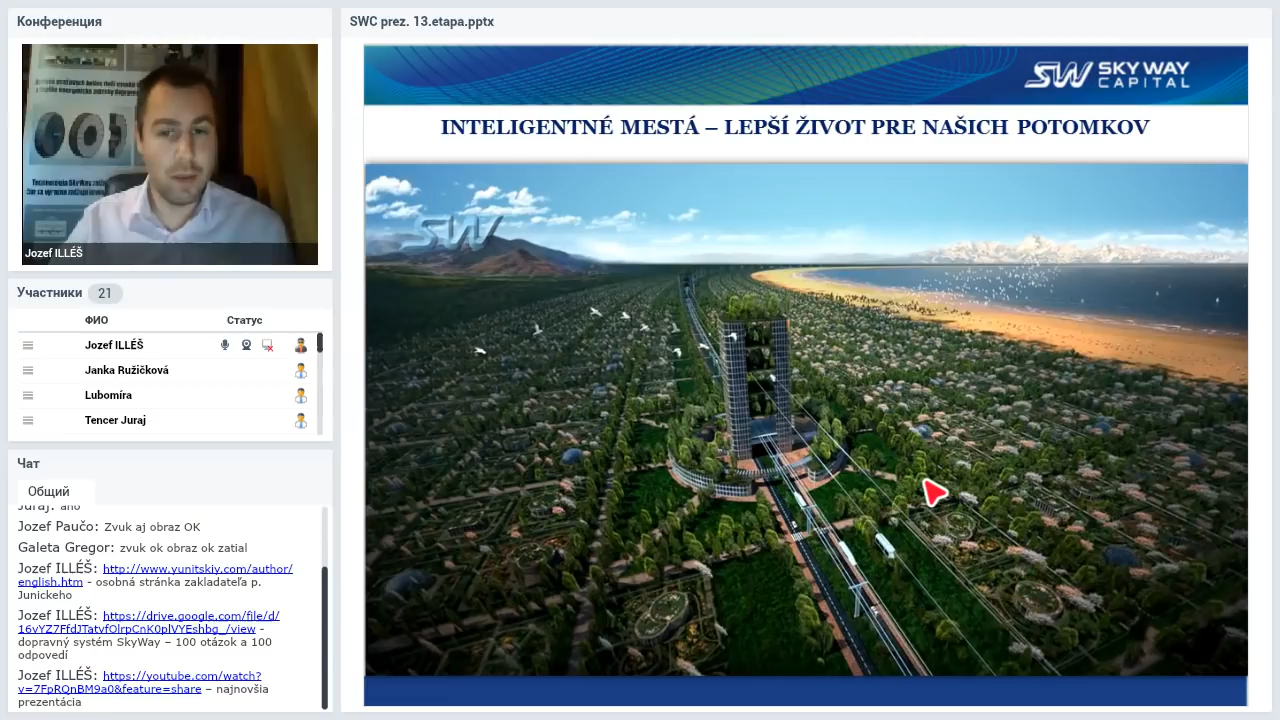 Конференция
Jozef ILLÉŠ
Участники 21
ФИО Статус
Jozef ILLÉŠ
Janka Ružičková
Lubomíra
Tencer Juraj
Чат
Общий
Juraj: ano
Jozef Paučo: Zvuk aj obraz OK
Galeta Gregor: zvuk ok obraz ok zatial
Jozef ILLÉŠ: http://www.yunitskiy.com/author/
english.htm - osobná stránka zakladateľa p.
Junickeho
Jozef ILLÉŠ: https://drive.google.com/file/d/
16vYZ7FfdJTatvfOlrpCnK0plVYEshbg_/view -
dopravný systém SkyWay – 100 otázok a 100
odpovedí
Jozef ILLÉŠ: https://youtube.com/watch?
v=7FpRQnBM9a0&feature=share – najnovšia
prezentácia
SWC prez. 13.etapa.pptx
SW SKY WAY
CAPITAL
INTELIGENTNÉ MESTÁ – LEPŠÍ ŽIVOT PRE NAŠICH POTOMKOV
SW